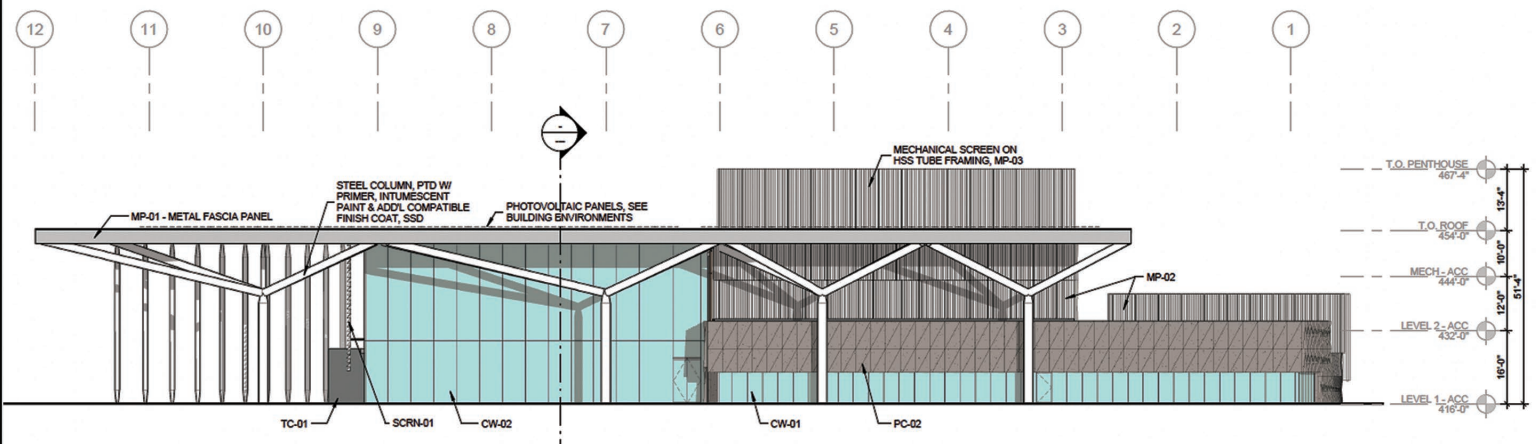 12
11
10
9
8
7
6
5
4
3
2
1
MECHANICAL SCREEN ON
HSS TUBE FRAMING, MP-03
T.O. PENTHOUSE
467'-4"
STEEL COLUMN, PTD W/
PRIMER, INTUMESCENT
PAINT & ADD'L COMPATIBLE
FINISH COAT, SSD
PHOTOVOLTAIC PANELS, SEE
BUILDING ENVIRONMENTS
MP-01 - METAL FASCIA PANEL
13'-4"
T.O. ROOF
454'-0"
10'-0"
MECH - ACC
444'-0"
MP-02
12'-0"
51'-4"
LEVEL 2 - ACC
432'-0"
16'-0"
LEVEL 1 - ACC
416'-0"
TC-01
SCRN-01
CW-02
CW-01
PC-02